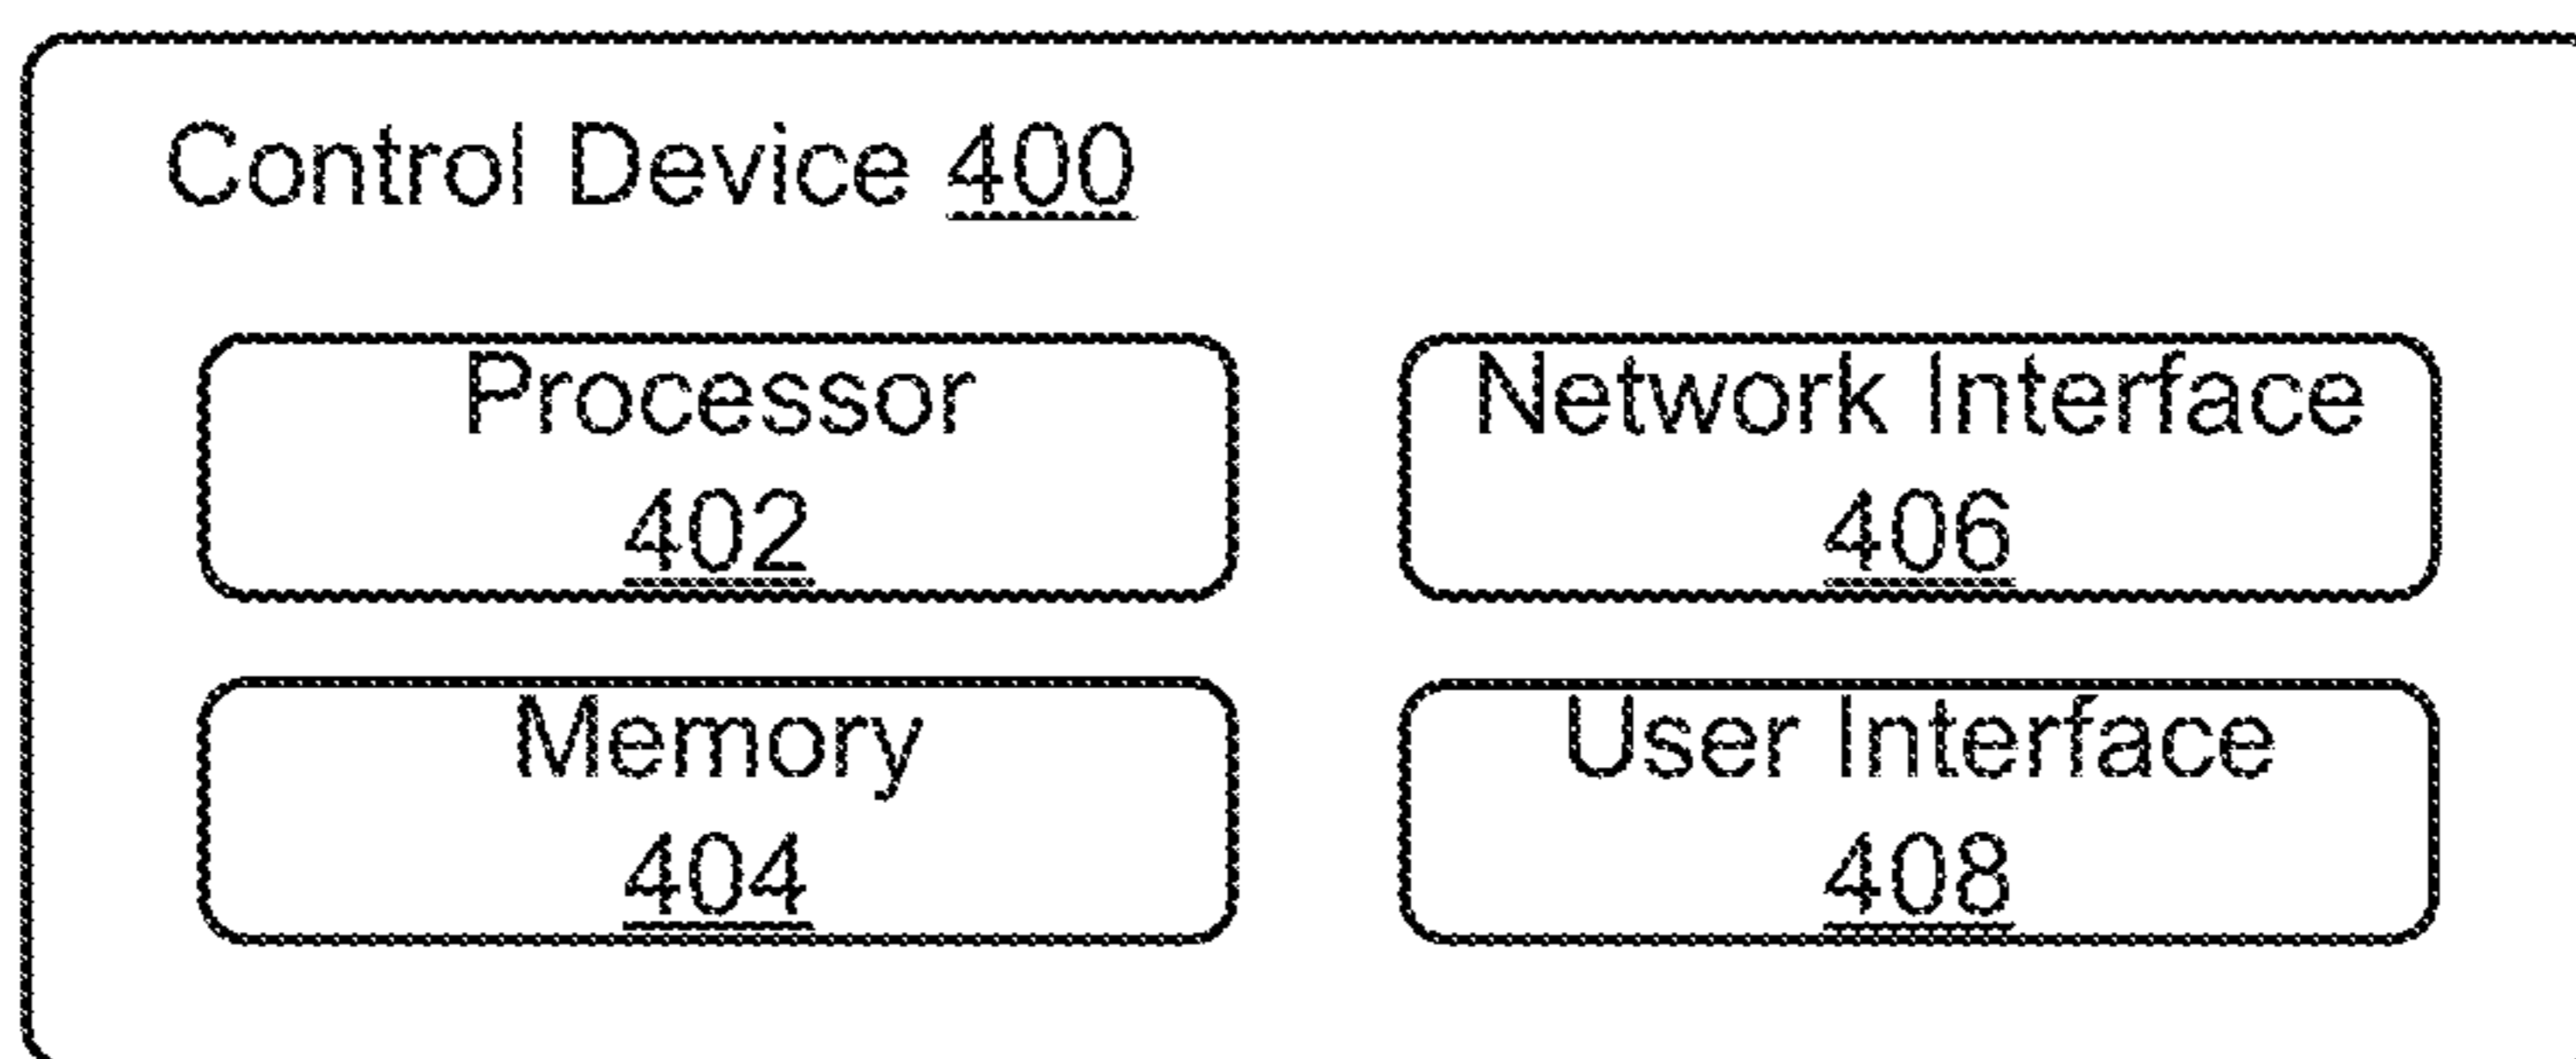 Control Device 400
Processor
402
Network Interface
406
Memory
404
User Interface
408